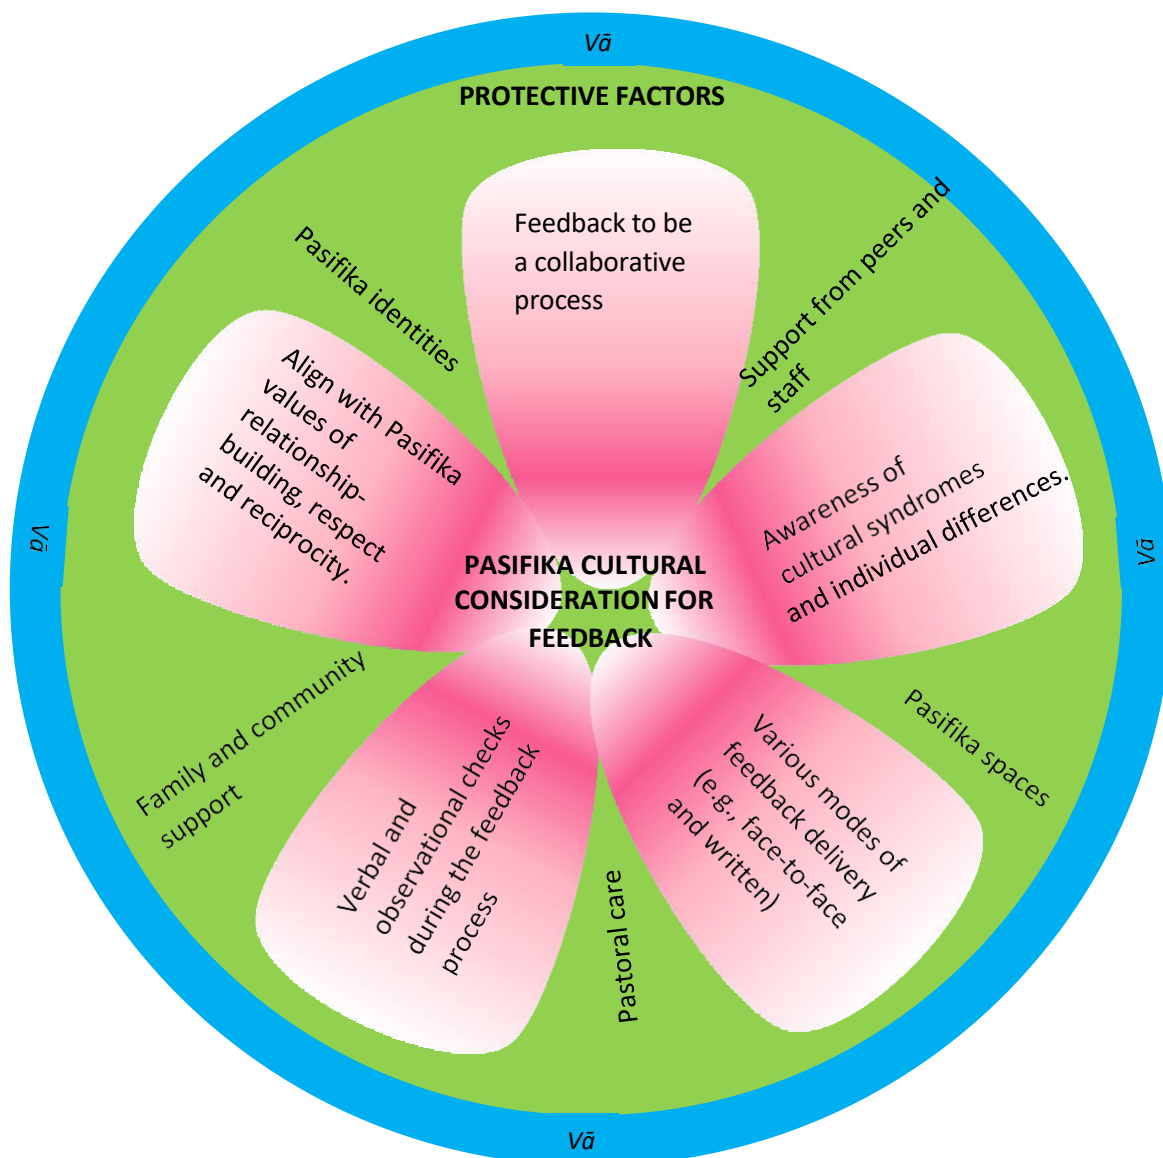 Vā
PROTECTIVE FACTORS
Feedback to be
a collaborative
process
Pasifika identities
Support from peers and
staff
Align with Pasifika
values of
relationship-
building, respect
and reciprocity.
Awareness of
cultural syndromes
and individual differences.
Vā
Vā
PASIFIKA CULTURAL
CONSIDERATION FOR
FEEDBACK
Family and community
support
Pasifika spaces
Verbal and
observational checks
during the feedback
process
Various modes of
feedback delivery
(e.g., face-to-face
and written)
Pastoral care
Vā